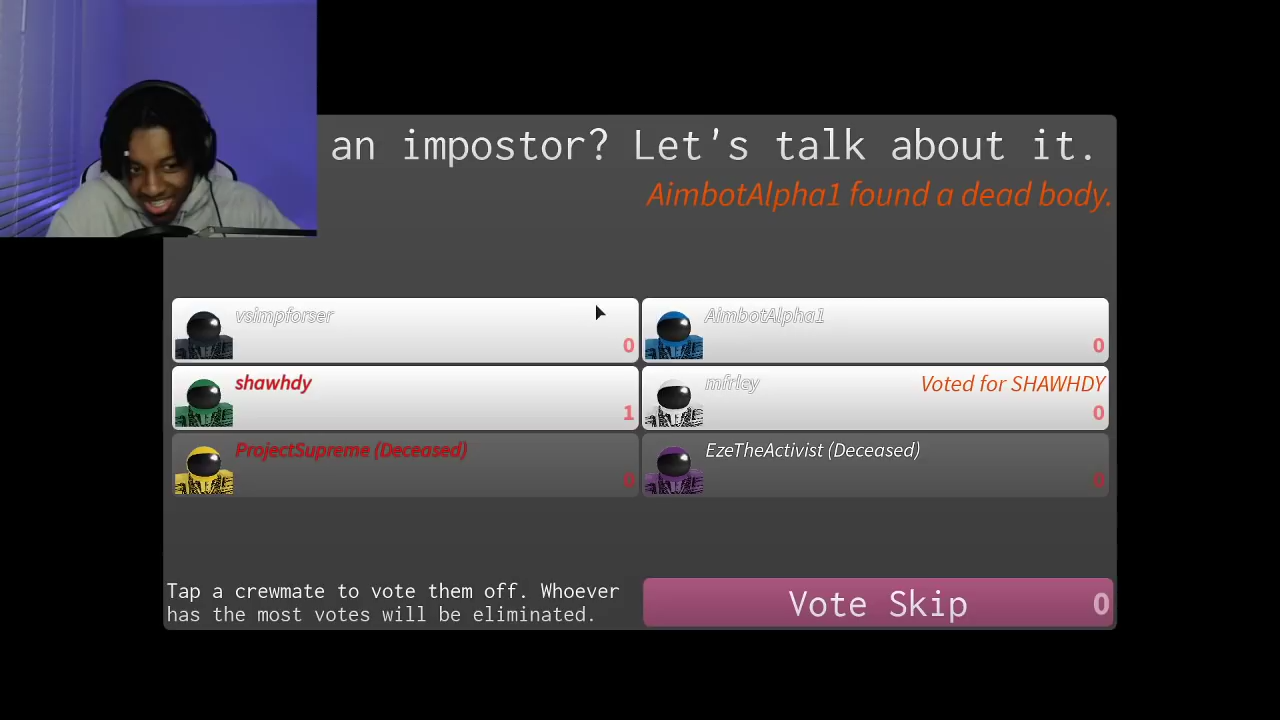 an impostor? Let's talk about it.
AimbotAlpha1 found a dead body.
vsimpforser
0
AimbotAlpha1
0
shawhdy
1
mfrley
Voted for SHAWHDY
0
ProjectSupreme (Deceased)
0
EzeTheActivist (Deceased)
0
Tap a crewmate to vote them off. Whoever
has the most votes will be eliminated.
Vote Skip
0